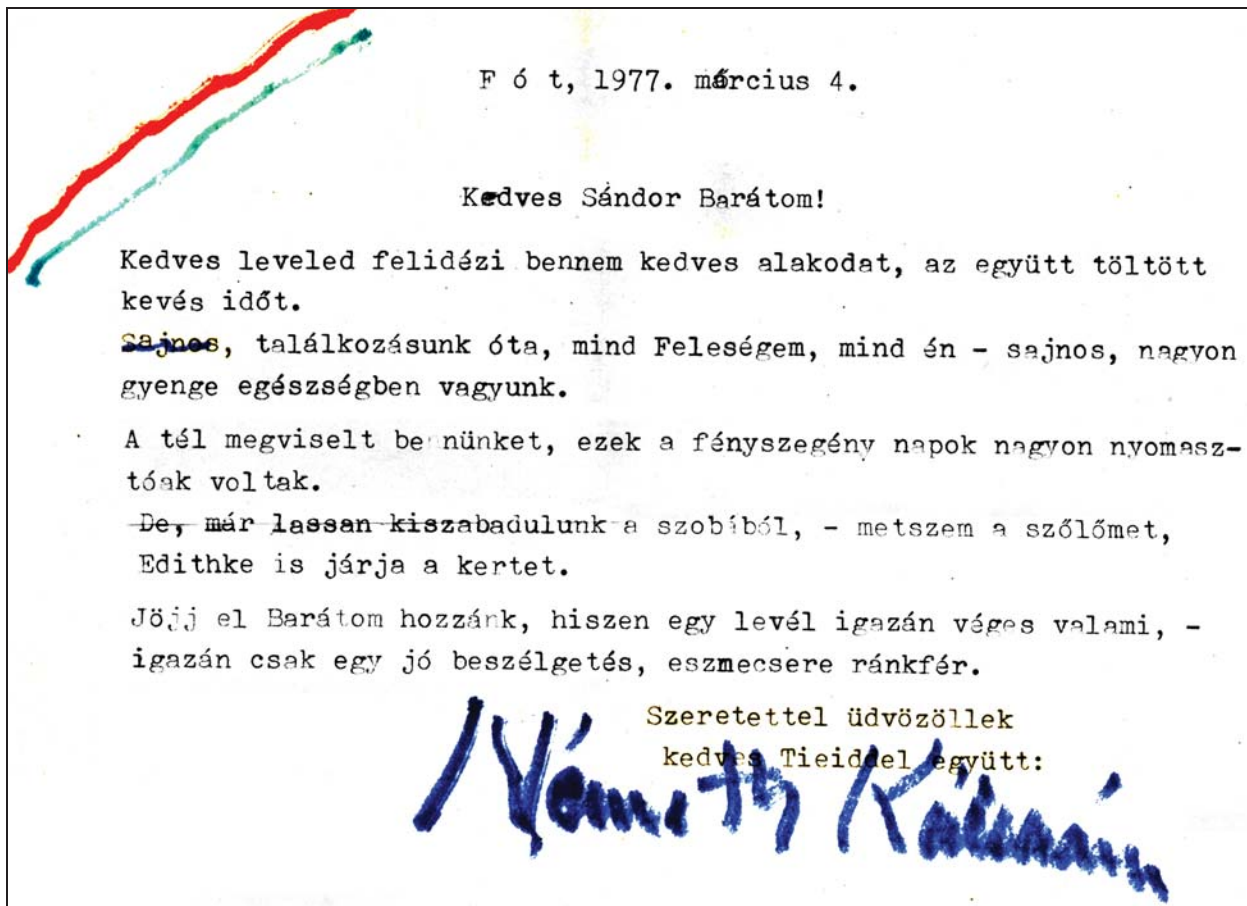 F ó t, 1977. március 4.
Kedves Sándor Barátom!
Kedves leveled felidézi bennem kedves alakodat, az együtt töltött
kevés időt.
Sajnos, találkozásunk óta, mind Feleségem, mind én - sajnos, nagyon
gyenge egészségben vagyunk.
A tél megviselt bennünket, ezek a fényszegény napok nagyon nyomasz-
tóak voltak.
De, már lassan kiszabadulunk a szobíból, - metszem a szőlőmet,
Edithke is járja a kertet.
Jöjj el Barátom hozzánk, hiszen egy levél igazán véges valami, -
igazán csak egy jó beszélgetés, eszmecsere ránkfér.
Szeretettel üdvözöllek
kedves Tieiddel együtt:
Németh Kálmán